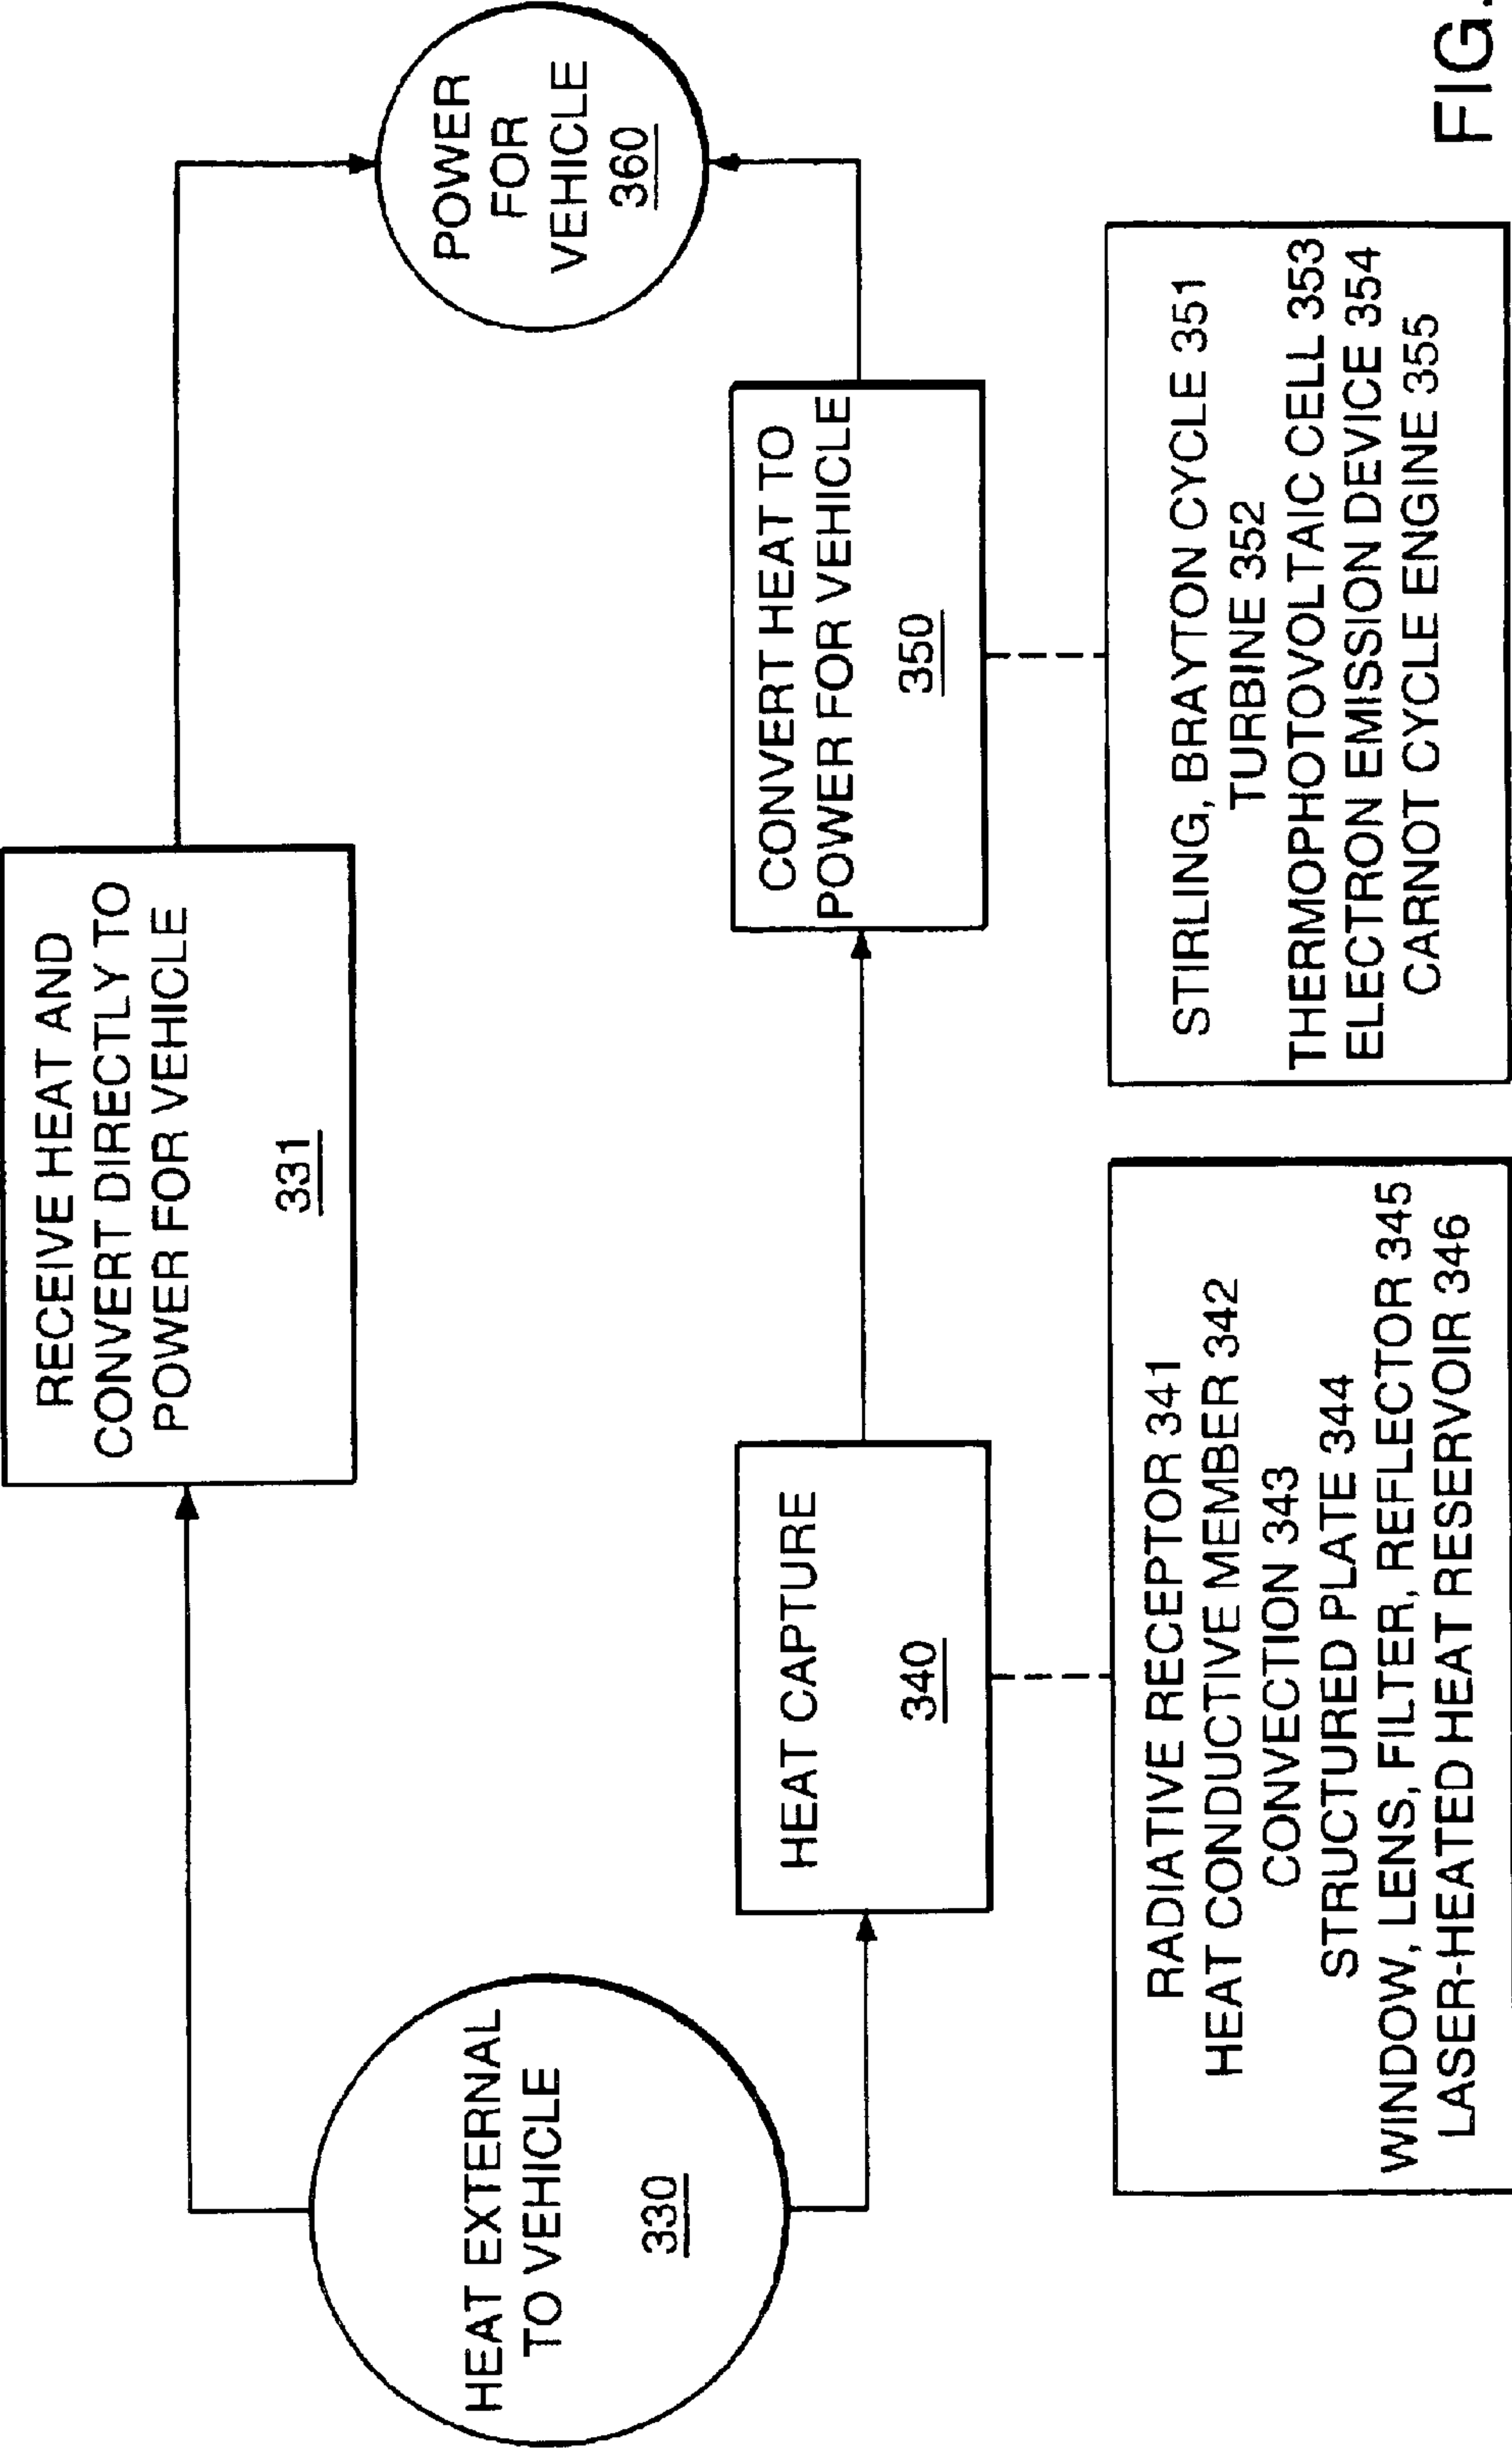 RECEIVE HEAT AND
CONVERT DIRECTLY TO
POWER FOR VEHICLE
331
HEAT EXTERNAL
TO VEHICLE
330
POWER
FOR
VEHICLE
360
HEAT CAPTURE
340
CONVERT HEAT TO
POWER FOR VEHICLE
350
RADIATIVE RECEPTOR 341
HEAT CONDUCTIVE MEMBER 342
CONVECTION 343
STRUCTURED PLATE 344
WINDOW, LENS, FILTER, REFLECTOR 345
LASER-HEATED HEAT RESERVOIR 346
STIRLING, BRAYTON CYCLE 351
TURBINE 352
THERMOPHOTOVOLTAIC CELL 353
ELECTRON EMISSION DEVICE 354
CARNOT CYCLE ENGINE 355
FIG.